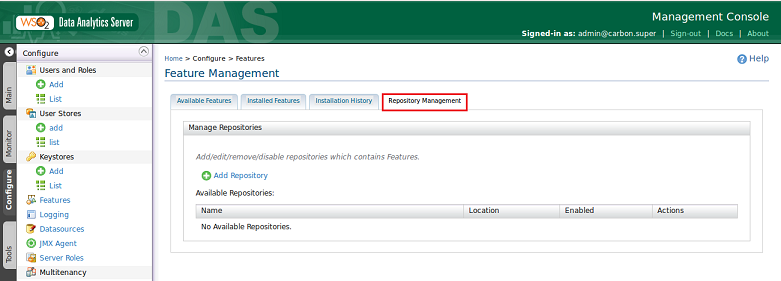 WSO2 Data Analytics Server
DAS
Management Console
Signed-in as: admin@carbon.super | Sign-out | Docs | About
Main
Monitor
Configure
Tools
Configure
Users and Roles
Add
List
User Stores
add
list
Keystores
Add
List
Features
Logging
Datasources
JMX Agent
Server Roles
Multitenancy
Home > Configure > Features
Help
Feature Management
Available Features Installed Features Installation History Repository Management
Manage Repositories
Add/edit/remove/disable repositories which contains Features.
Add Repository
Available Repositories:
Name Location Enabled Actions
No Available Repositories.